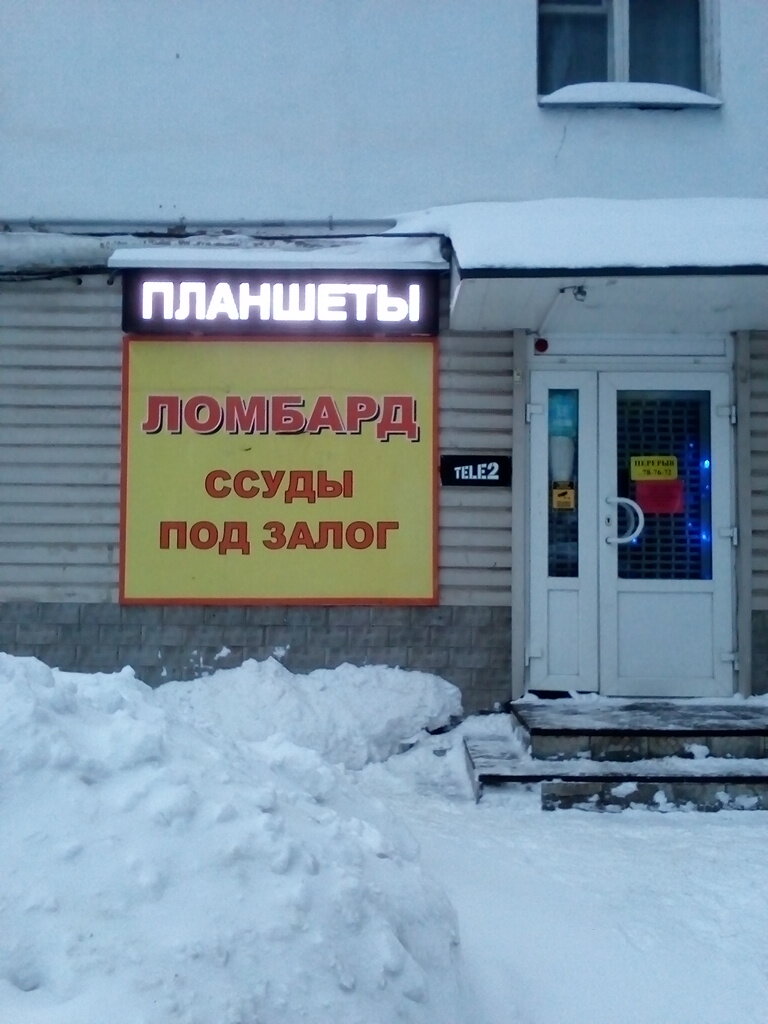 ПЛАНШЕТЫ
ЛОМБАРД
ССУДЫ
ПОД ЗАЛОГ
TELE2
ПЕРЕРЫВ